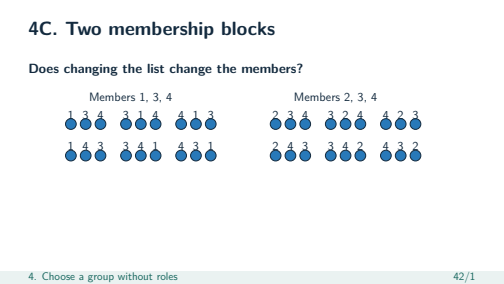 4C. Two membership blocks
Does changing the list change the members?
Members 1, 3, 4
1 3 4 3 1 4 4 1 3
1 4 3 3 4 1 4 3 1
Members 2, 3, 4
2 3 4 3 2 4 4 2 3
2 4 3 3 4 2 4 3 2
4. Choose a group without roles
42/1